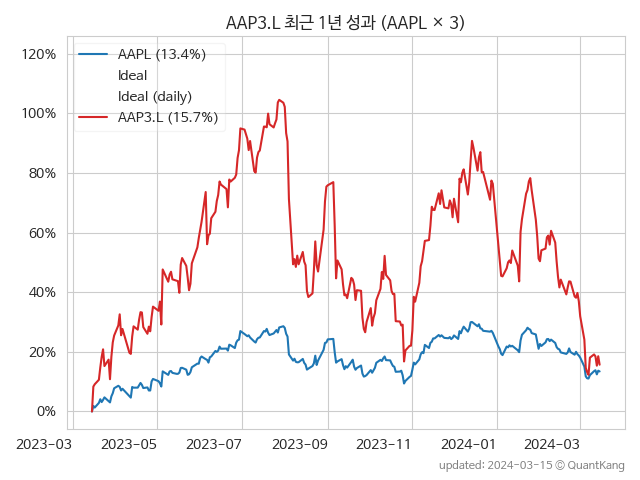 AAP3.L 최근 1년 성과 (AAPL × 3)
120%
100%
80%
60%
40%
20%
0%
AAPL (13.4%)
Ideal
Ideal (daily)
AAP3.L (15.7%)
2023-03
2023-05
2023-07
2023-09
2023-11
2024-01
2024-03
updated: 2024-03-15 © QuantKang